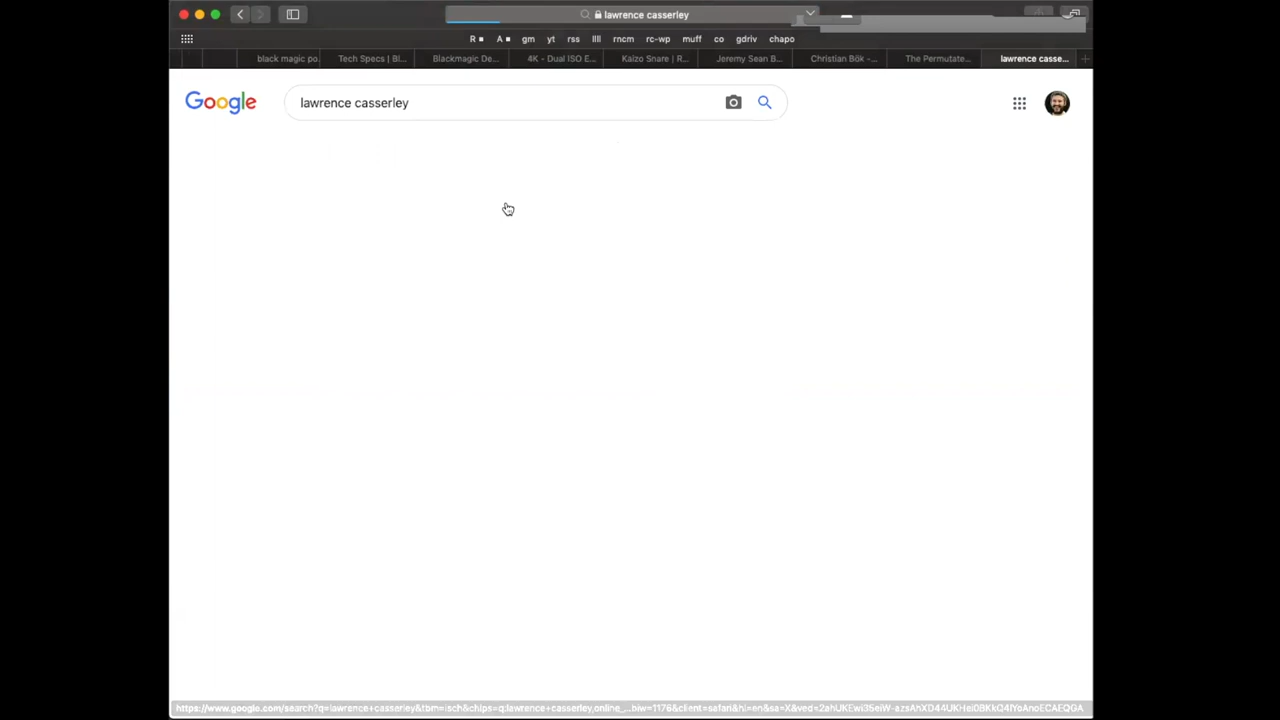 lawrence casserley
R ■ A ■ gm yt rss llll rncm rc-wp muff co gdriv chapo
black magic po. Tech Specs | Bl... Blackmagic De... 4K - Dual ISO E... Kaizo Snare | R... Jeremy Sean B... Christian Bök -... The Permutate... lawrence casse...
Google lawrence casserley